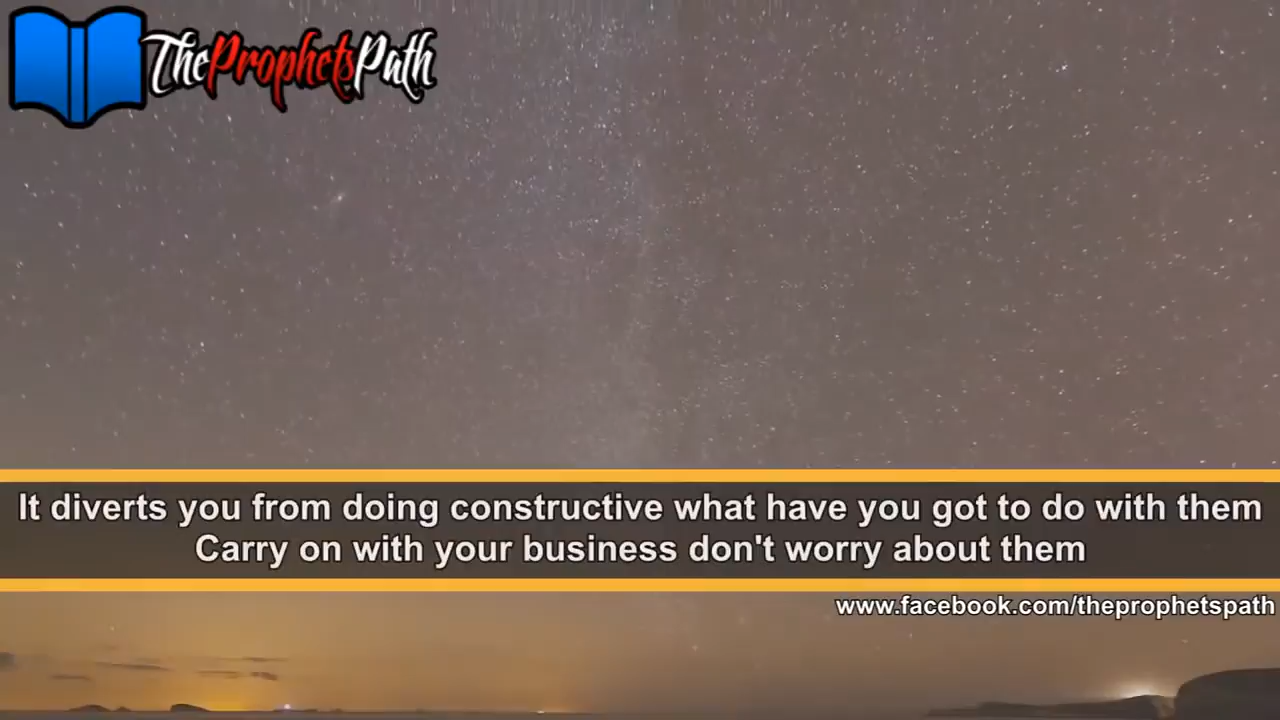 TheProphetsPath
It diverts you from doing constructive what have you got to do with them
Carry on with your business don't worry about them
www.facebook.com/theprophetspath